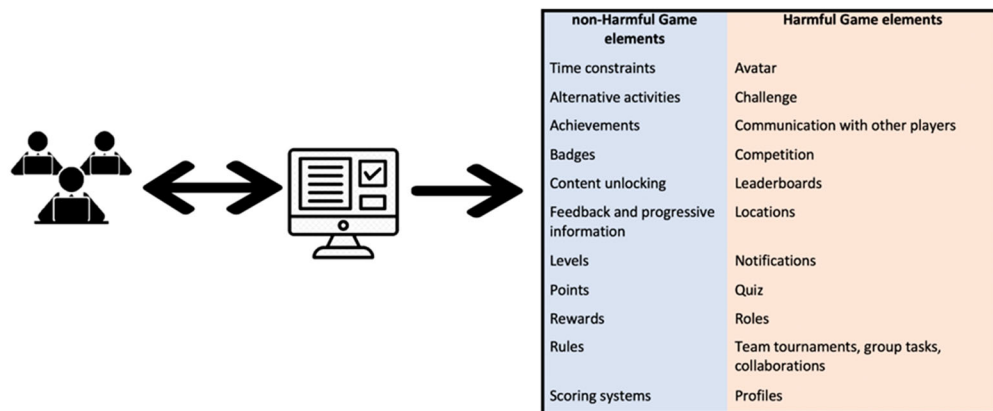 non-Harmful Game
elements
Harmful Game elements
Time constraints
Avatar
Alternative activities
Challenge
Achievements
Communication with other players
Badges
Competition
Content unlocking
Leaderboards
Feedback and progressive
information
Locations
Levels
Notifications
Points
Quiz
Rewards
Roles
Rules
Team tournaments, group tasks,
collaborations
Scoring systems
Profiles